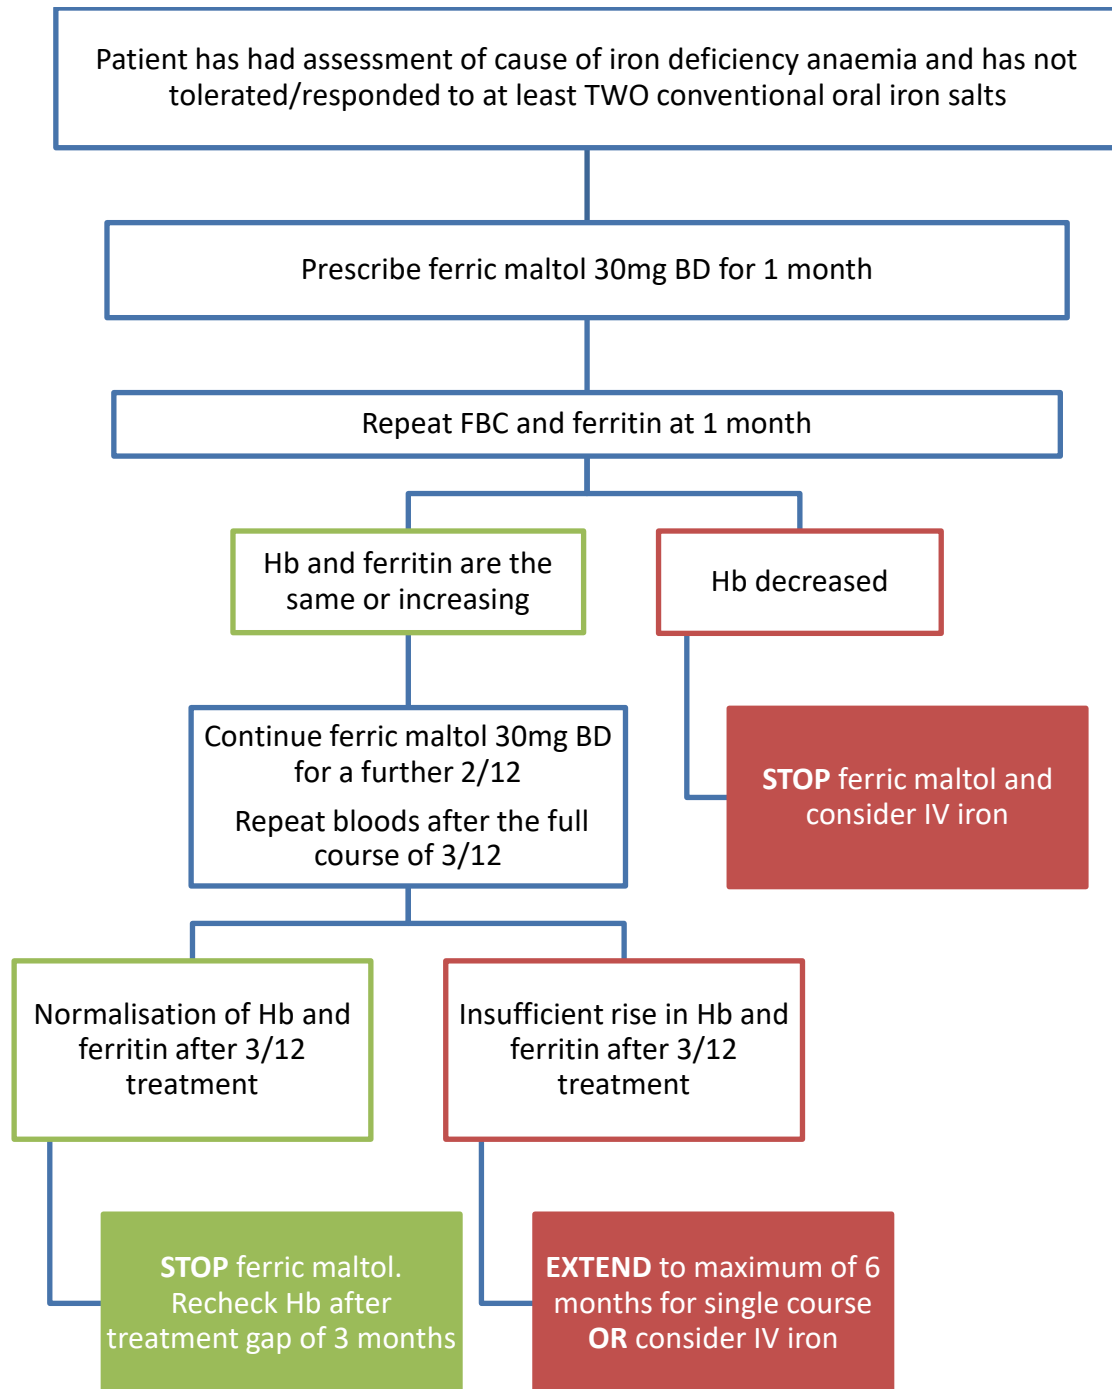 Patient has had assessment of cause of iron deficiency anaemia and has not
tolerated/responded to at least TWO conventional oral iron salts
Prescribe ferric maltol 30mg BD for 1 month
Repeat FBC and ferritin at 1 month
Hb and ferritin are the
same or increasing
Hb decreased
Continue ferric maltol 30mg BD
for a further 2/12
Repeat bloods after the full
course of 3/12
STOP ferric maltol and
consider IV iron
Normalisation of Hb and
ferritin after 3/12
treatment
Insufficient rise in Hb and
ferritin after 3/12
treatment
STOP ferric maltol.
Recheck Hb after
treatment gap of 3 months
EXTEND to maximum of 6
months for single course
OR consider IV iron